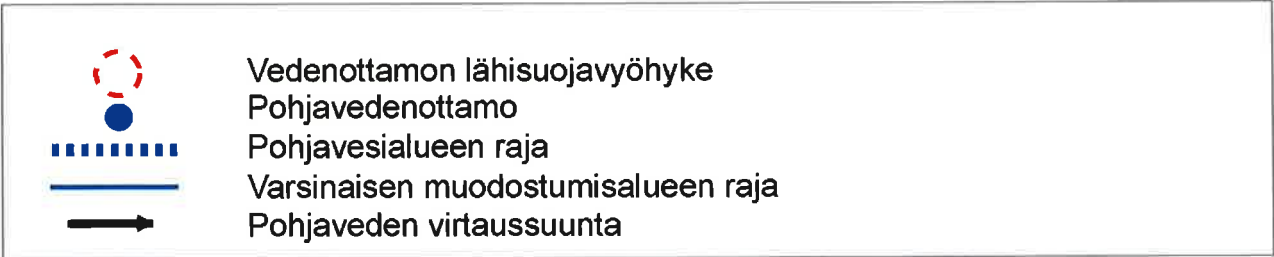 Vedenottamon lähisuojavyöhyke
Pohjavedenottamo
Pohjavesialueen raja
Varsinaisen muodostumisalueen raja
Pohjaveden virtaussuunta